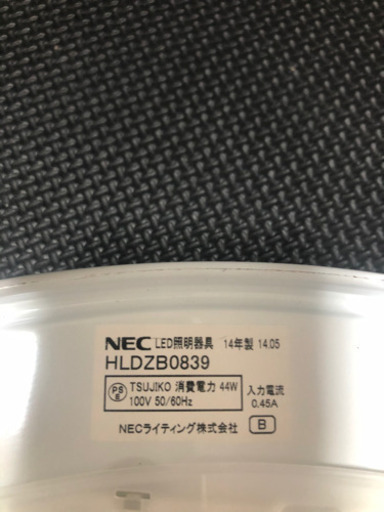 NEC LED照明器具 14年製 14.05
HLDZB0839
PS E TSUJIKO 消費電力 44W 入力電流
100V 50/60Hz 0.45A
NECライティング株式会社 B